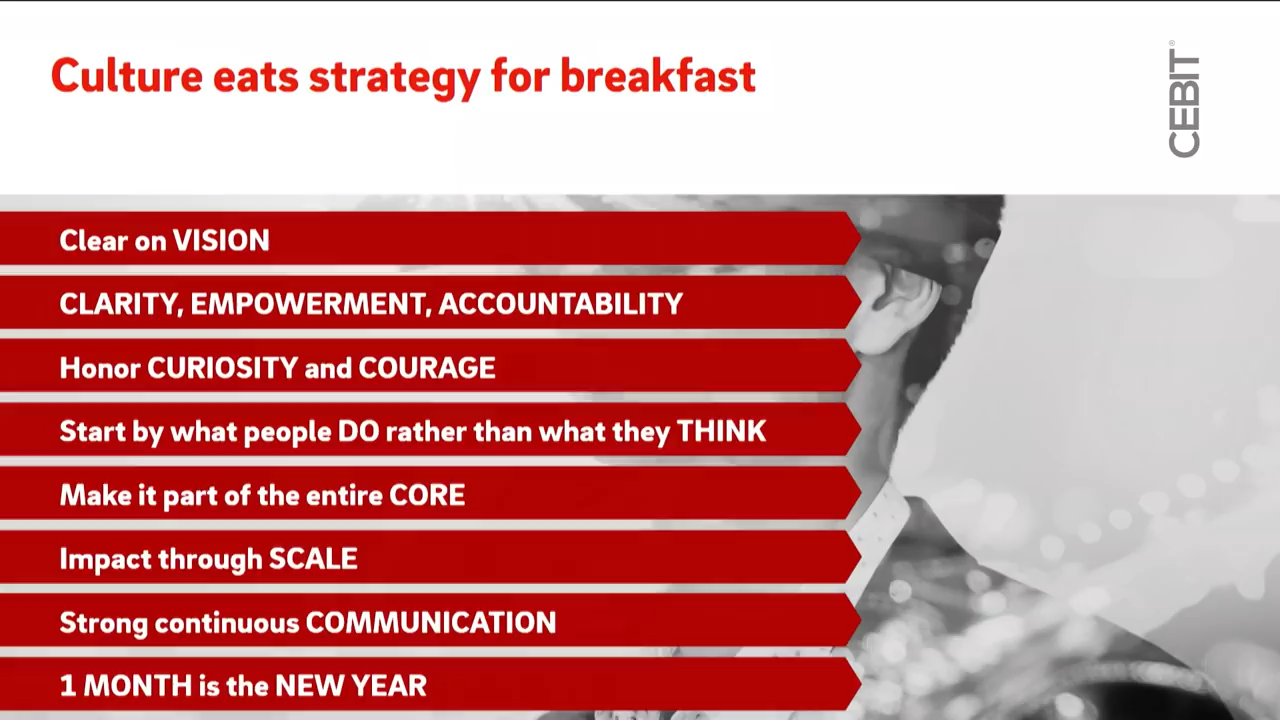 Culture eats strategy for breakfast
CEBIT®
Clear on VISION
CLARITY, EMPOWERMENT, ACCOUNTABILITY
Honor CURIOSITY and COURAGE
Start by what people DO rather than what they THINK
Make it part of the entire CORE
Impact through SCALE
Strong continuous COMMUNICATION
1 MONTH is the NEW YEAR